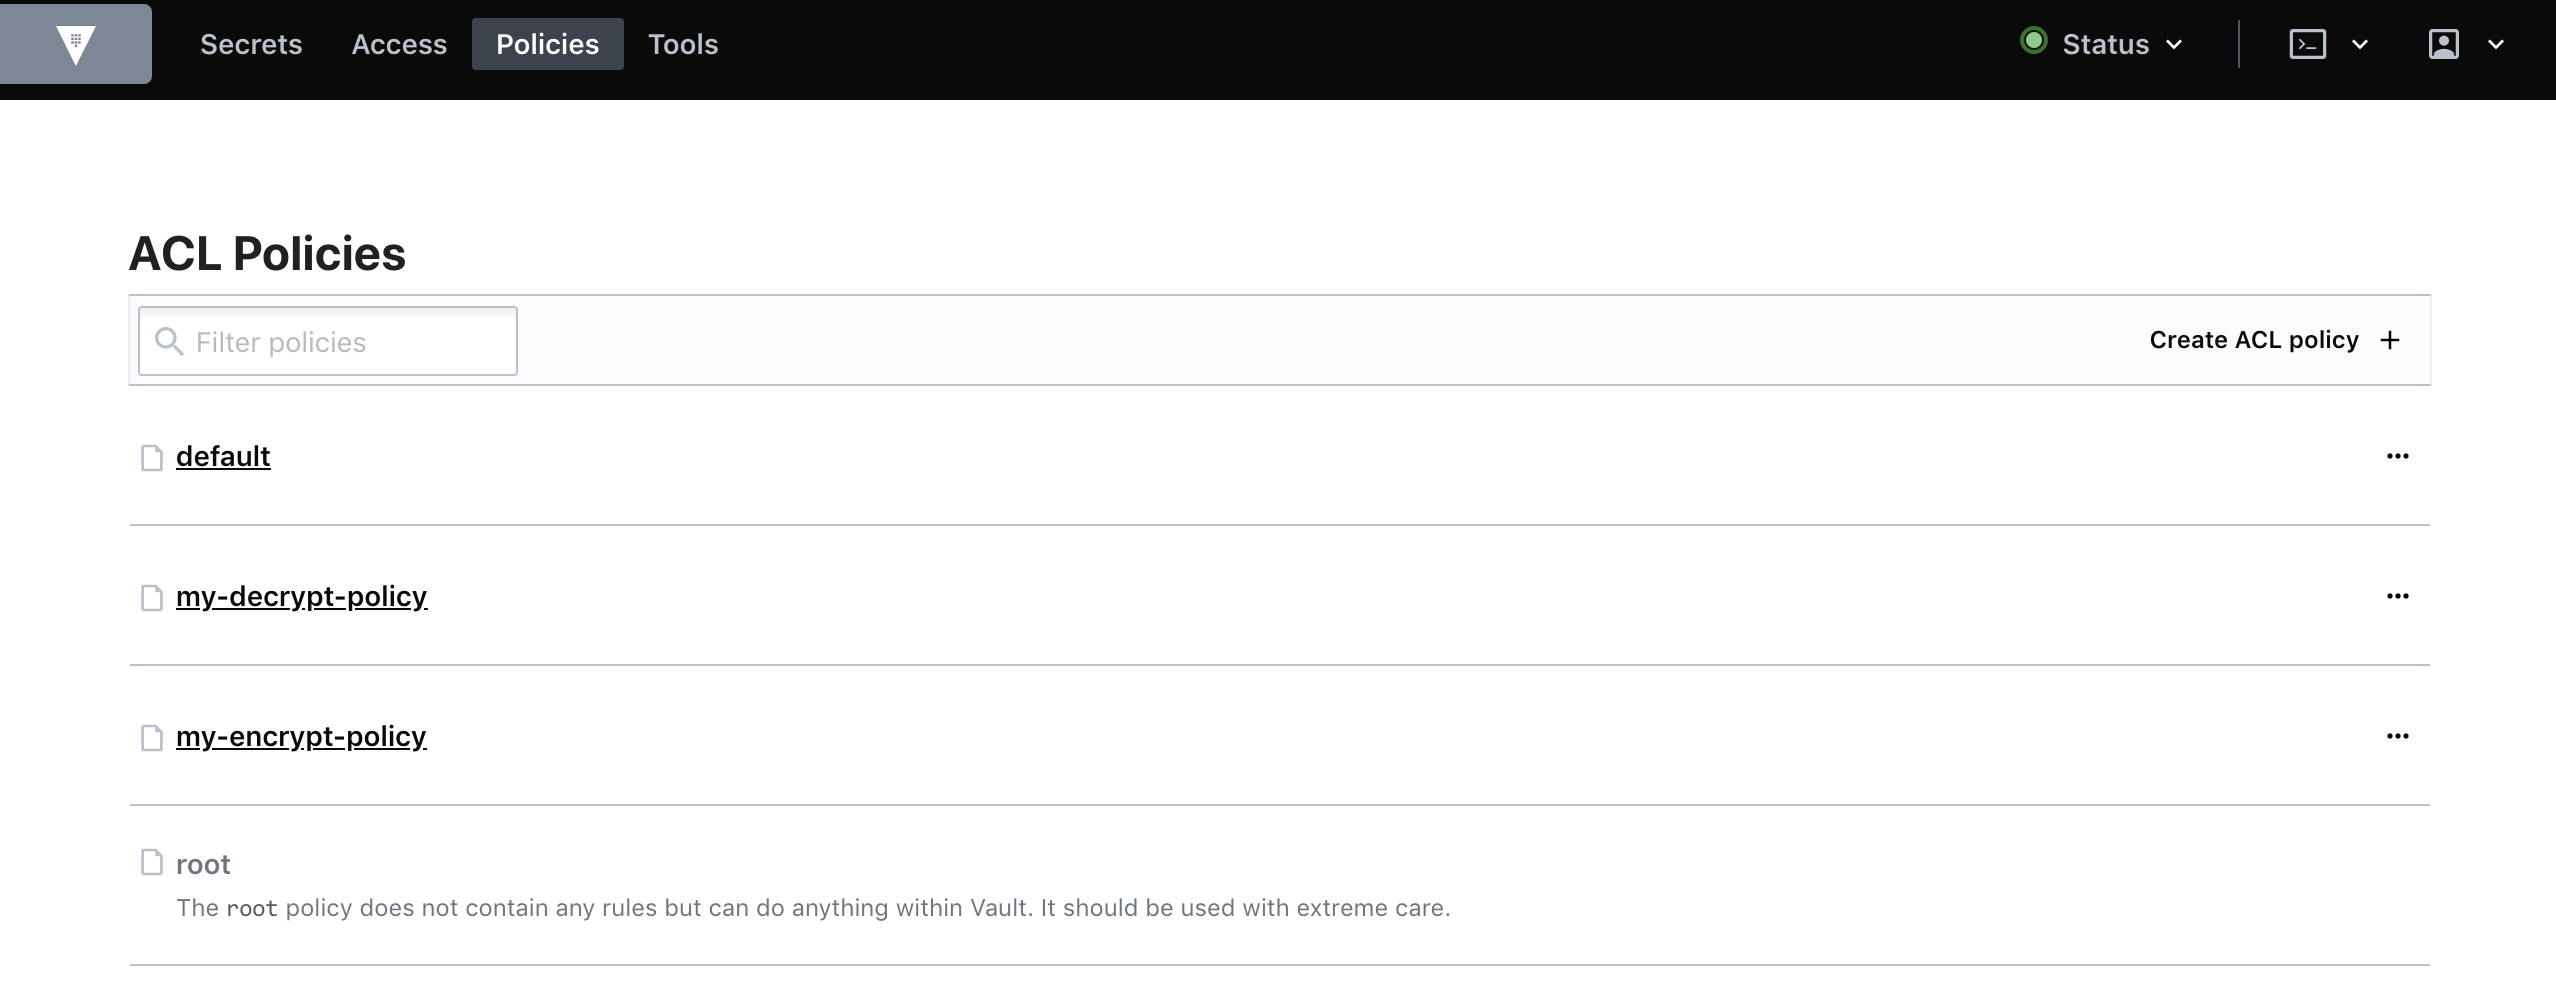 Secrets Access Policies Tools Status
ACL Policies
Filter policies Create ACL policy +
default
my-decrypt-policy
my-encrypt-policy
root
The root policy does not contain any rules but can do anything within Vault. It should be used with extreme care.